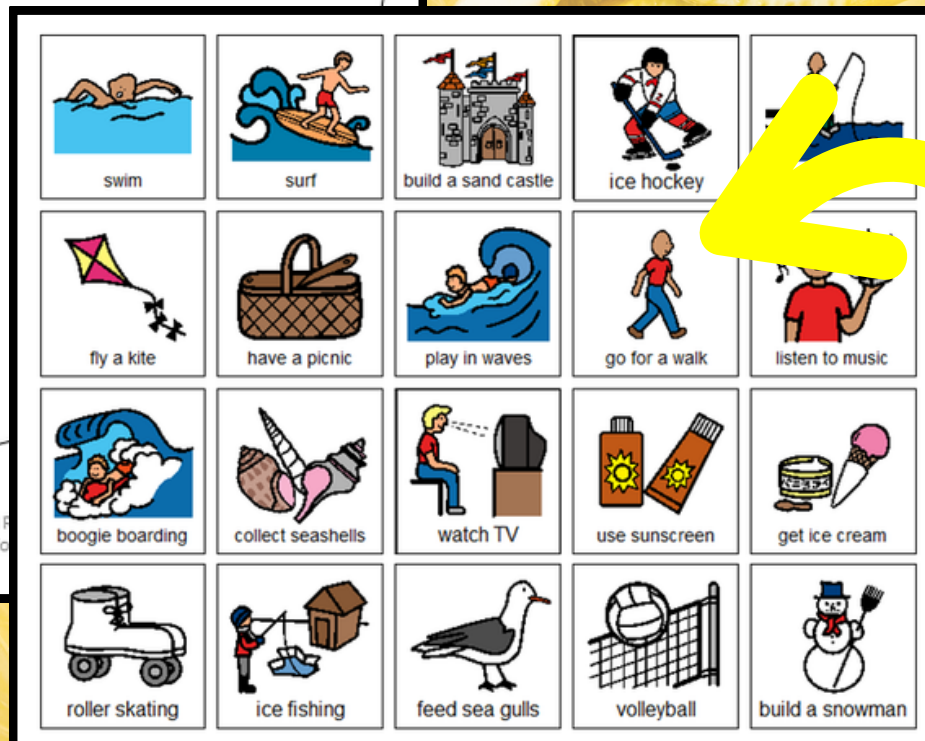 swim
surf
build a sand castle
ice hockey
fly a kite
have a picnic
play in waves
go for a walk
listen to music
boogie boarding
collect seashells
watch TV
use sunscreen
get ice cream
roller skating
ice fishing
feed sea gulls
volleyball
build a snowman